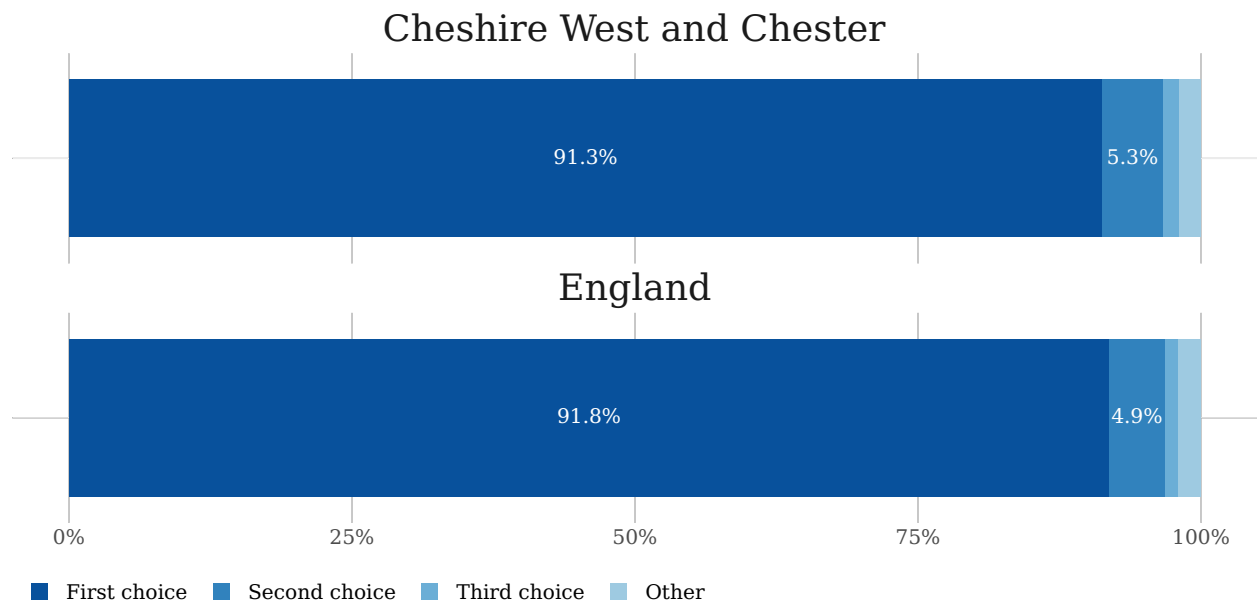 Cheshire West and Chester
91.3% 5.3%
England
91.8% 4.9%
0% 25% 50% 75% 100%
First choice Second choice Third choice Other